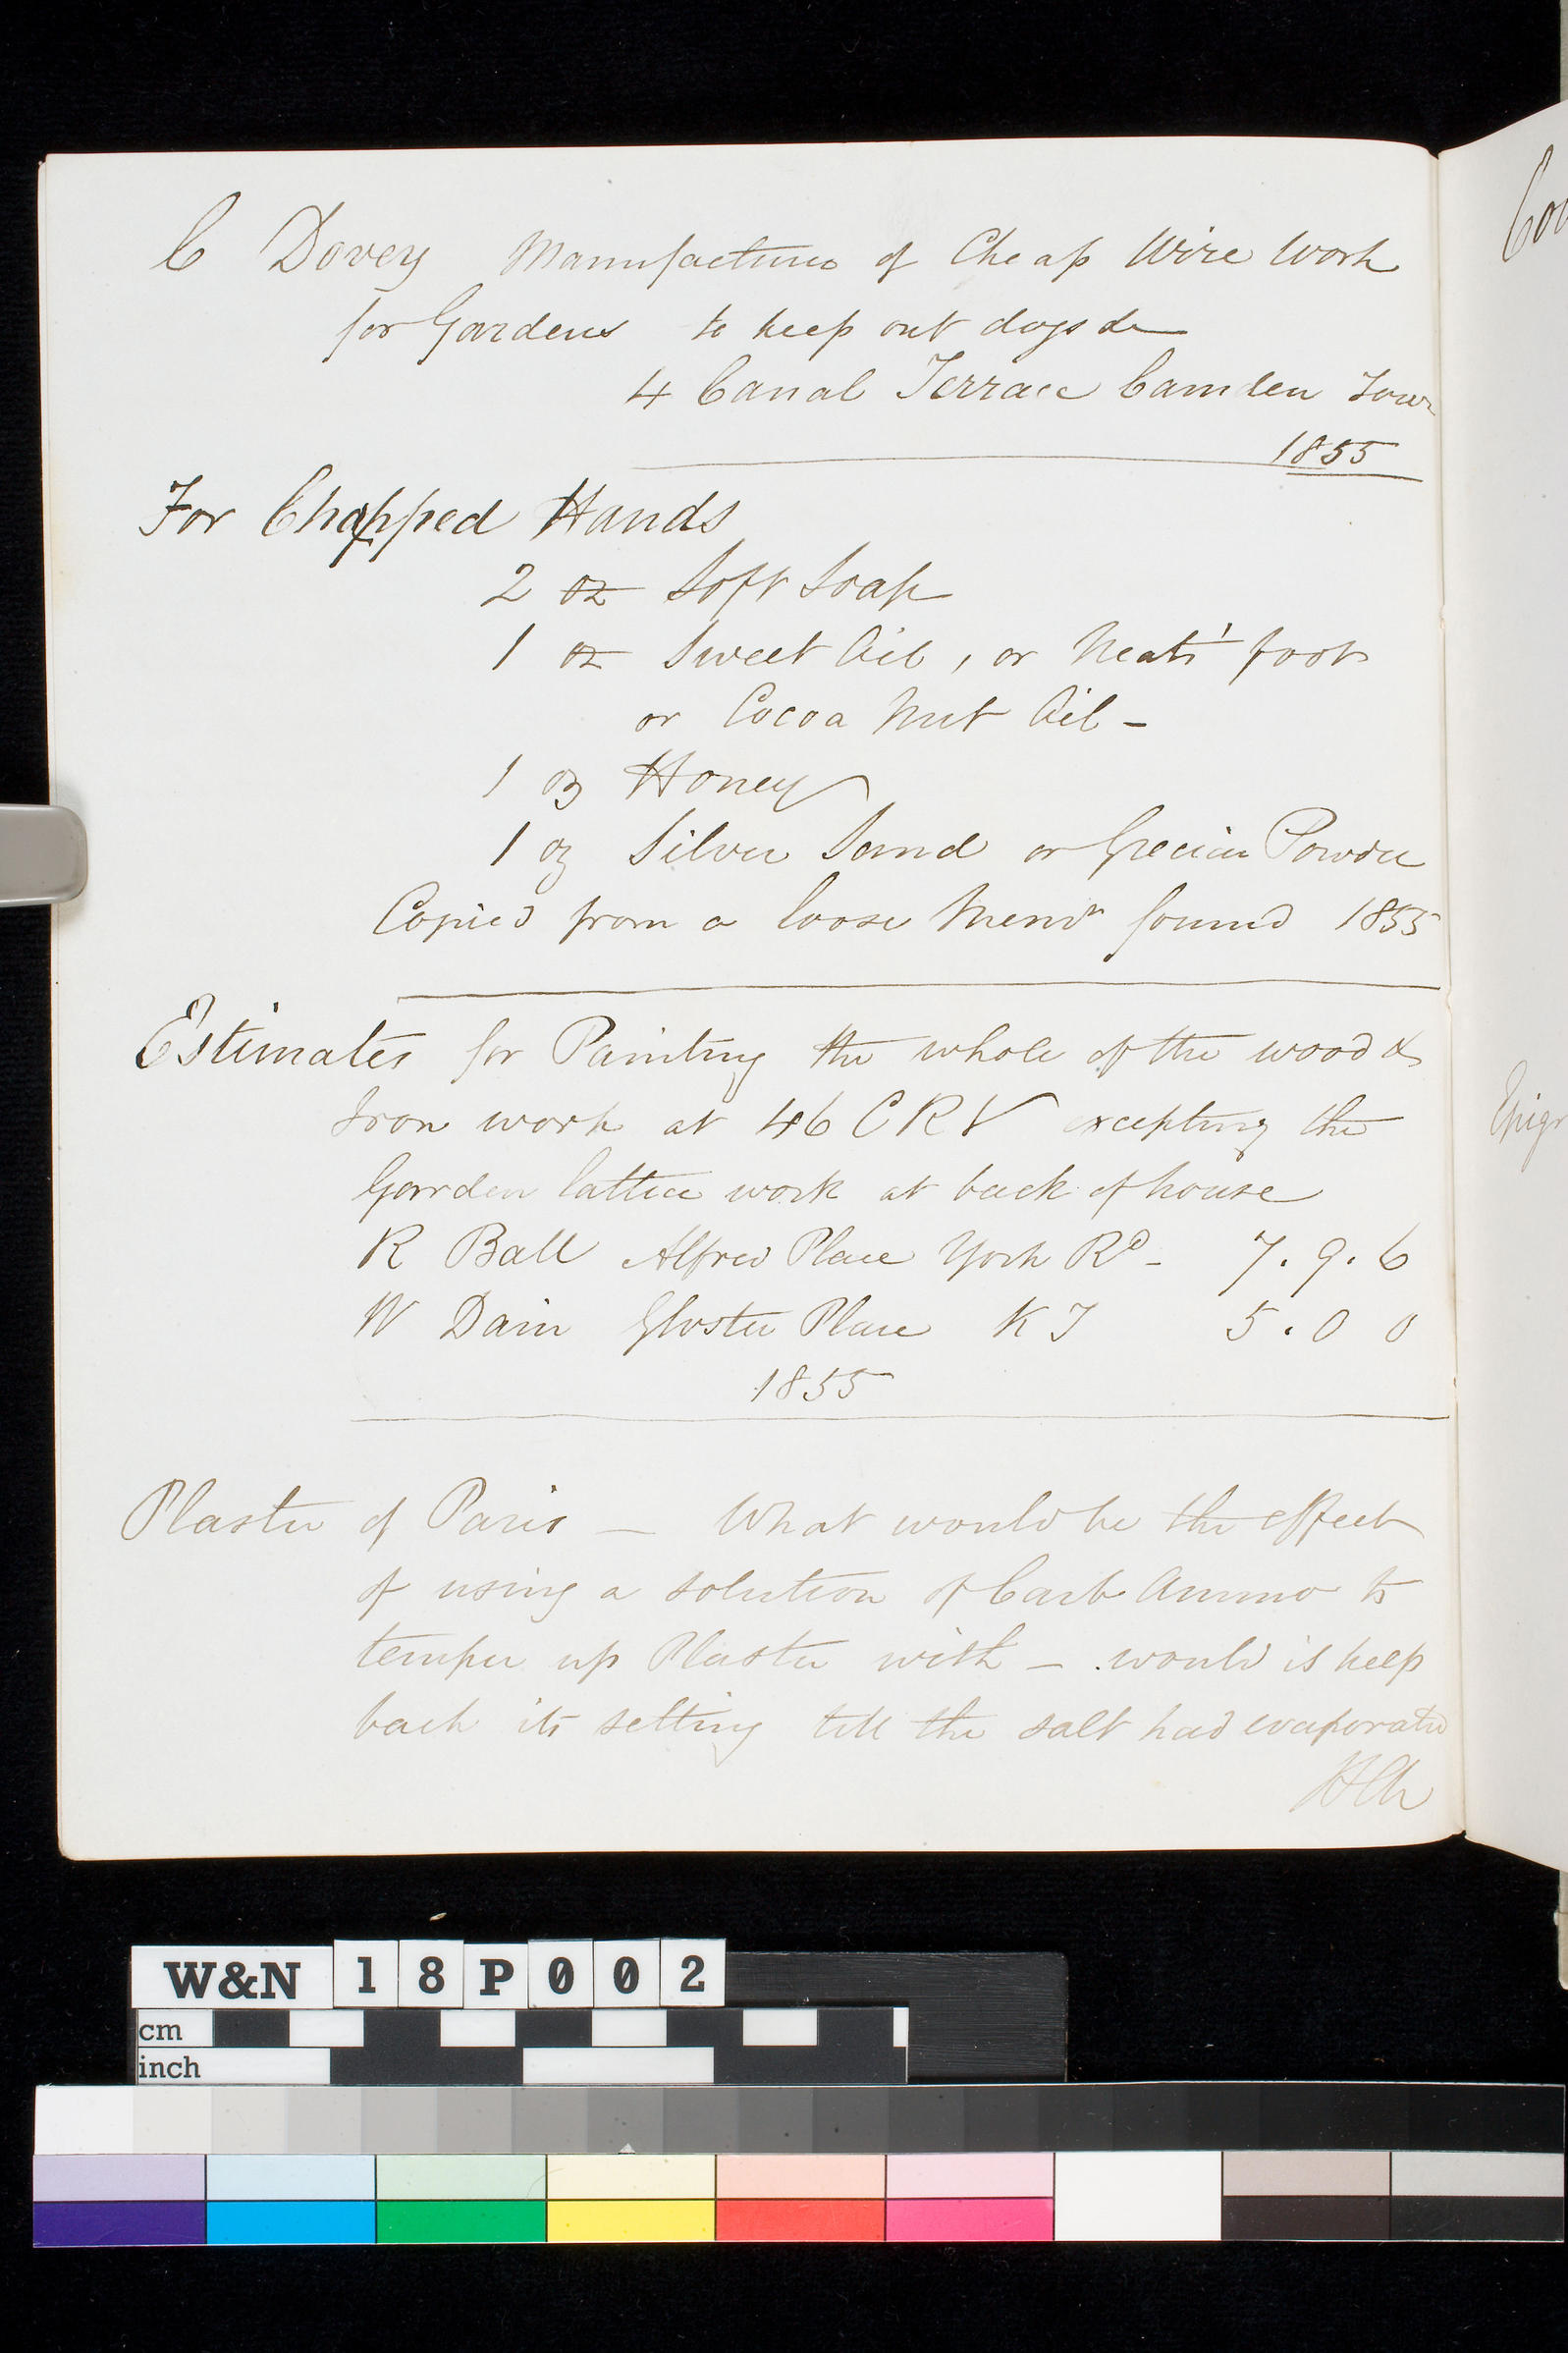 C Dovey Manufacturer of Cheap Wire Work
for Gardens to keep out dogs &c
4 Canal Terrace Camden Town
1855
For Chapped Hands
2 oz Soft Soap
1 oz Sweet Oil, or Neats' foot
or Cocoa Nut Oil -
1 oz Honey
1 oz Silver Sand or Grecian Powder
Copied from a loose Memo found 1855
Estimates for Painting the whole of the wood &
Iron work at 46 C R V excepting the
Garden lattice work at back of house
R Ball Alfred Place York Rd - 7 . 9 . 6
W Dain Gloster Place K T 5 . 0 0
1855
Plaster of Paris — What would be the effect
of using a solution of Carb Ammo to
temper up Plaster with — would it keep
back its setting till the salt had evaporated
Cou
Epigr
W&N 18P002
cm
inch